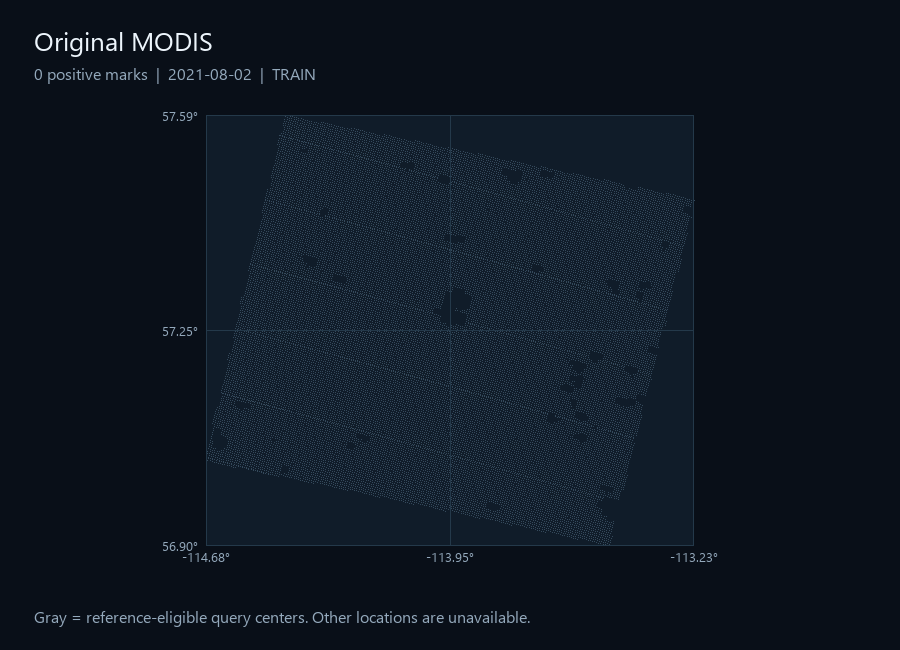 Original MODIS
0 positive marks | 2021-08-02 | TRAIN
57.59°
57.25°
56.90°
-114.68°
-113.95°
-113.23°
Gray = reference-eligible query centers. Other locations are unavailable.